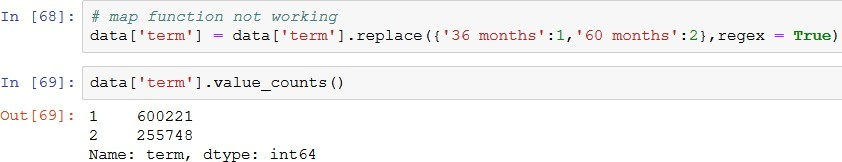 In [68]: # map function not working
data['term'] = data['term'].replace({'36 months':1,'60 months':2},regex = True)
In [69]: data['term'].value_counts()
Out[69]: 1    600221
2    255748
Name: term, dtype: int64